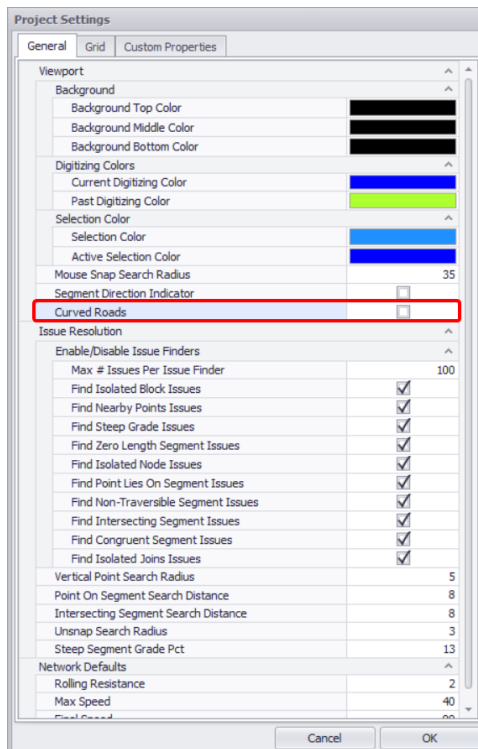 Project Settings
General Grid Custom Properties
Viewport
Background
Background Top Color
Background Middle Color
Background Bottom Color
Digitizing Colors
Current Digitizing Color
Past Digitizing Color
Selection Color
Selection Color
Active Selection Color
Mouse Snap Search Radius 35
Segment Direction Indicator
Curved Roads
Issue Resolution
Enable/Disable Issue Finders
Max # Issues Per Issue Finder 100
Find Isolated Block Issues
Find Nearby Points Issues
Find Steep Grade Issues
Find Zero Length Segment Issues
Find Isolated Node Issues
Find Point Lies On Segment Issues
Find Non-Traversible Segment Issues
Find Intersecting Segment Issues
Find Congruent Segment Issues
Find Isolated Joins Issues
Vertical Point Search Radius 5
Point On Segment Search Distance 8
Intersecting Segment Search Distance 8
Unsnap Search Radius 3
Steep Segment Grade Pct 13
Network Defaults
Rolling Resistance 2
Max Speed 40
Final Speed
Cancel OK